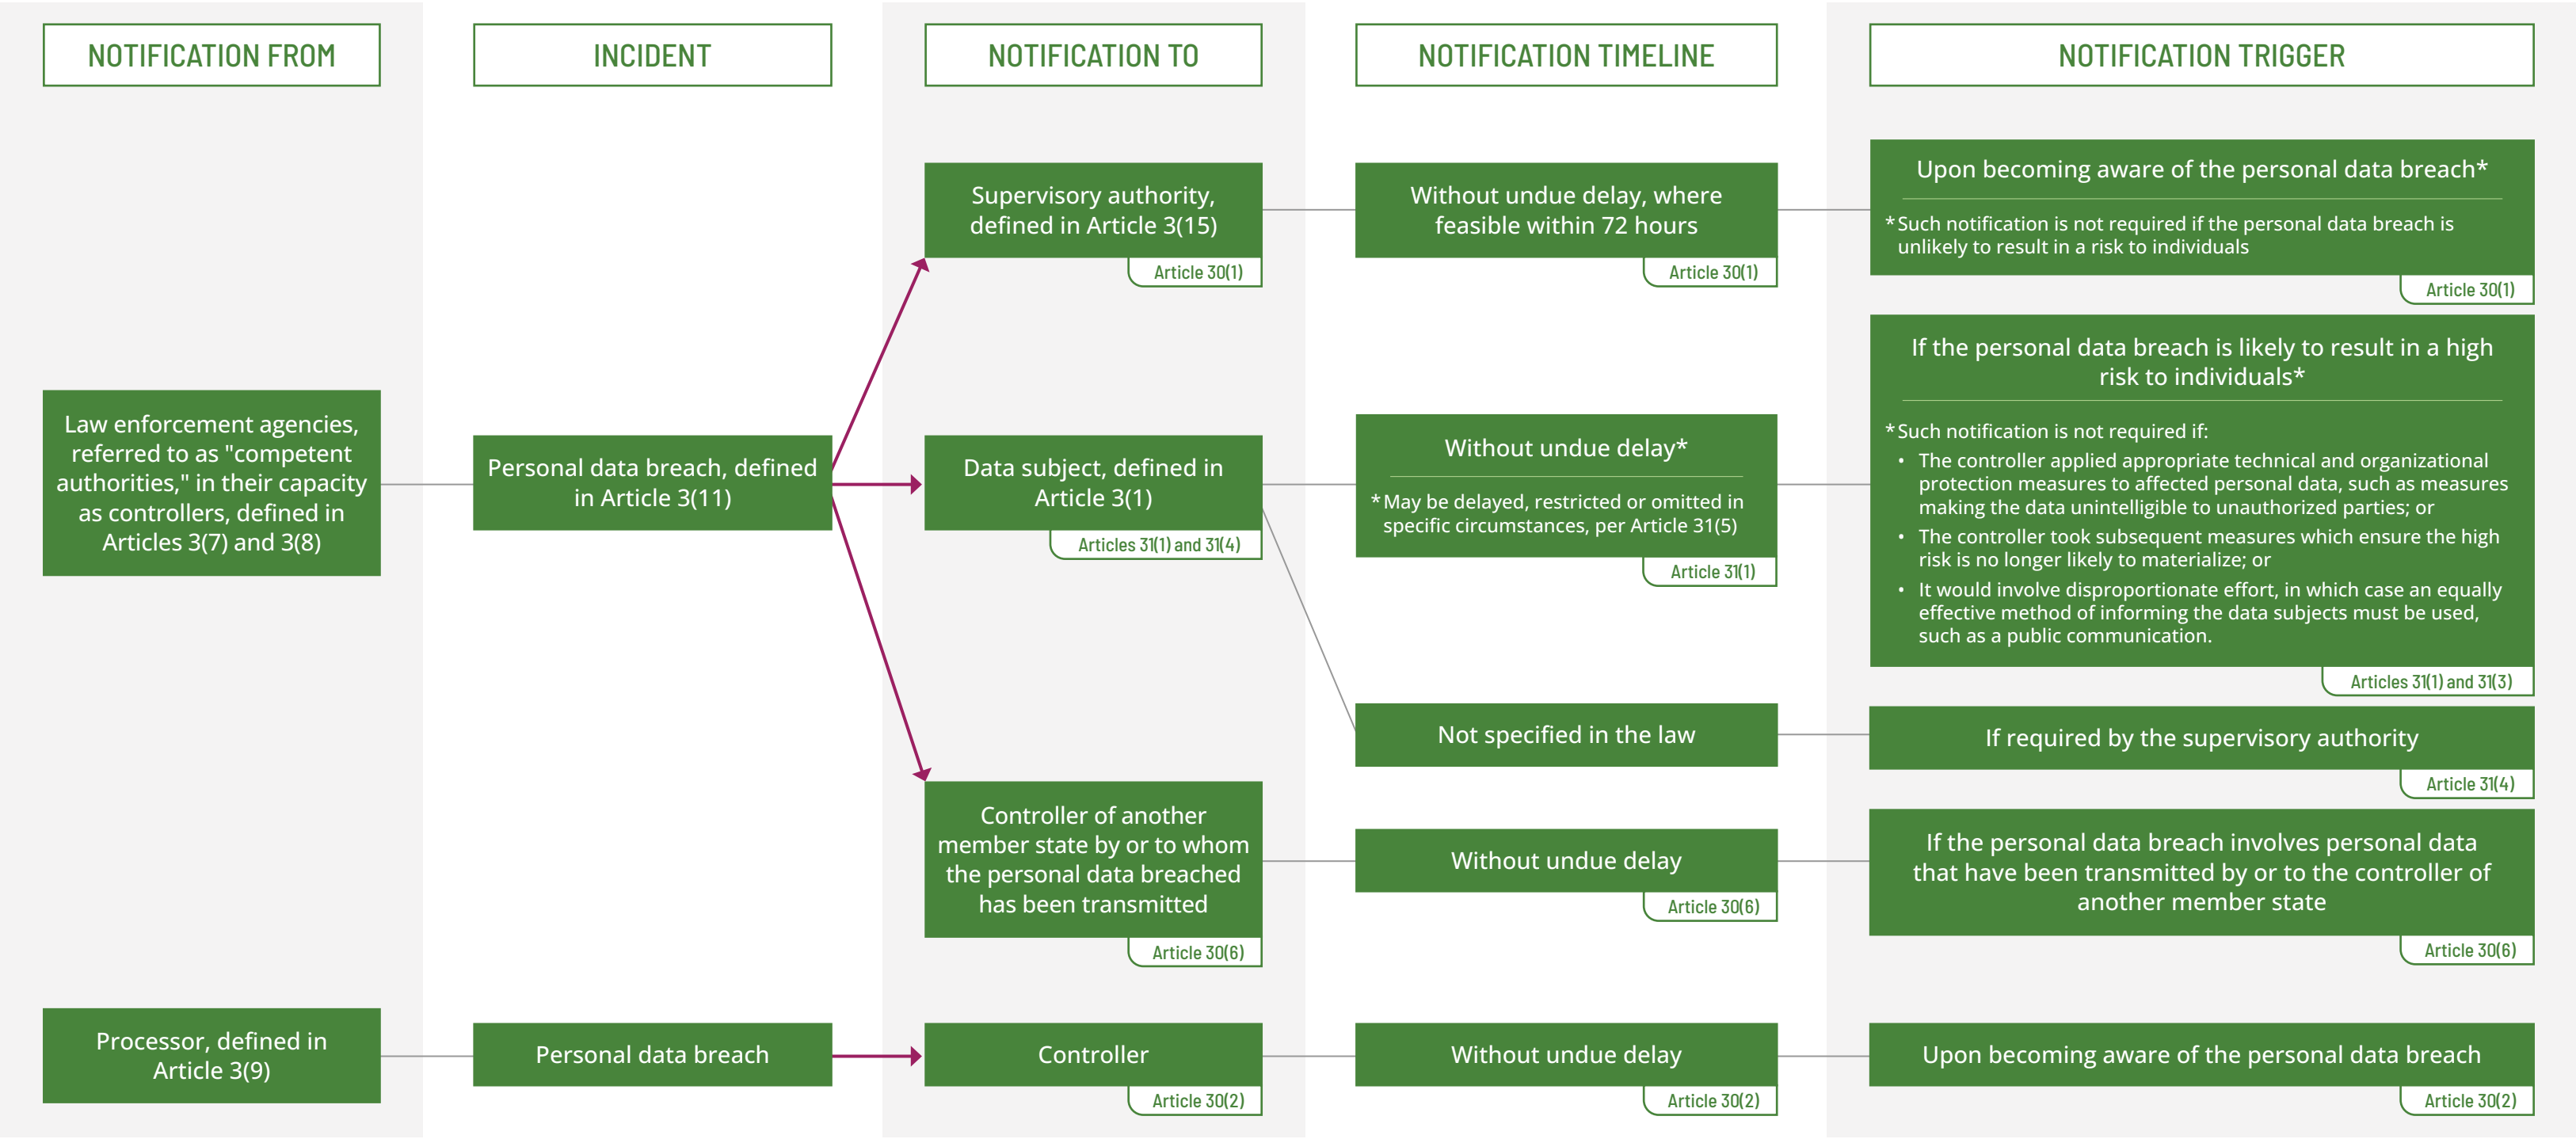 NOTIFICATION FROM
INCIDENT
NOTIFICATION TO
NOTIFICATION TIMELINE
NOTIFICATION TRIGGER
Law enforcement agencies,
referred to as "competent
authorities," in their capacity
as controllers, defined in
Articles 3(7) and 3(8)
Personal data breach, defined
in Article 3(11)
Supervisory authority,
defined in Article 3(15)
Article 30(1)
Without undue delay, where
feasible within 72 hours
Article 30(1)
Upon becoming aware of the personal data breach*
*Such notification is not required if the personal data breach is
unlikely to result in a risk to individuals
Article 30(1)
Data subject, defined in
Article 3(1)
Articles 31(1) and 31(4)
Without undue delay*
*May be delayed, restricted or omitted in
specific circumstances, per Article 31(5)
Article 31(1)
If the personal data breach is likely to result in a high
risk to individuals*
*Such notification is not required if:
• The controller applied appropriate technical and organizational
protection measures to affected personal data, such as measures
making the data unintelligible to unauthorized parties; or
• The controller took subsequent measures which ensure the high
risk is no longer likely to materialize; or
• It would involve disproportionate effort, in which case an equally
effective method of informing the data subjects must be used,
such as a public communication.
Articles 31(1) and 31(3)
Not specified in the law
If required by the supervisory authority
Article 31(4)
Controller of another
member state by or to whom
the personal data breached
has been transmitted
Article 30(6)
Without undue delay
Article 30(6)
If the personal data breach involves personal data
that have been transmitted by or to the controller of
another member state
Article 30(6)
Processor, defined in
Article 3(9)
Personal data breach
Controller
Article 30(2)
Without undue delay
Article 30(2)
Upon becoming aware of the personal data breach
Article 30(2)